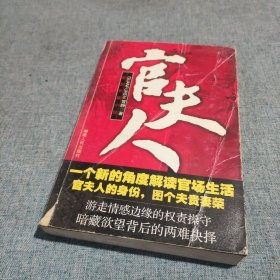 官夫人
一个新的角度解读官场生活
官夫人的身份，图个夫贵妻荣
游走情感边缘的权责操守
暗藏欲望背后的两难抉择